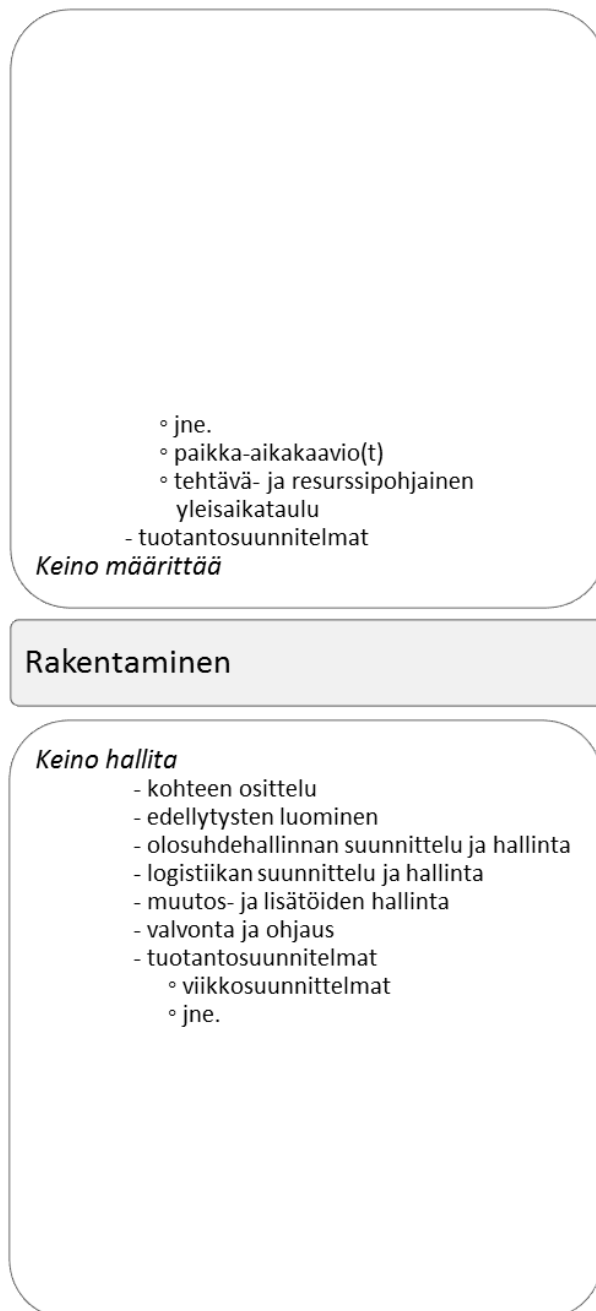 ◦ jne.
◦ paikka-aikakaavio(t)
◦ tehtävä- ja resurssipohjainen
yleisaikataulu
- tuotantosuunnitelmat
Keino määrittää
Rakentaminen
Keino hallita
- kohteen osittelu
- edellytysten luominen
- olosuhdehallinnan suunnittelu ja hallinta
- logistiikan suunnittelu ja hallinta
- muutos- ja lisätöiden hallinta
- valvonta ja ohjaus
- tuotantosuunnitelmat
◦ viikkosuunnittelmat
◦ jne.